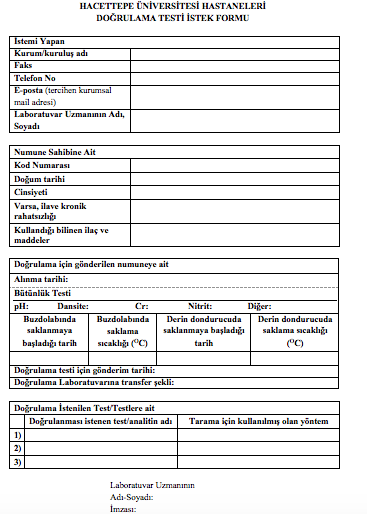 HACETTEPE ÜNİVERSİTESİ HASTANELERİ
DOĞRULAMA TESTİ İSTEK FORMU
İstemi Yapan
Kurum/kuruluş adı
Faks
Telefon No
E-posta (tercihen kurumsal
mail adresi)
Laboratuvar Uzmanının Adı,
Soyadı
Numune Sahibine Ait
Kod Numarası
Doğum tarihi
Cinsiyeti
Varsa, ilave kronik
rahatsızlığı
Kullandığı bilinen ilaç ve
maddeler
Doğrulama için gönderilen numuneye ait
Alınma tarihi:
Bütünlük Testi
pH: Dansite: Cr: Nitrit: Diğer:
Buzdolabında saklanmaya başladığı tarih
Buzdolabında saklama sıcaklığı (ºC)
Derin dondurucuda saklanmaya başladığı tarih
Derin dondurucuda saklama sıcaklığı (ºC)
Doğrulama testi için gönderim tarihi:
Doğrulama Laboratuvarına transfer şekli:
Doğrulama İstenilen Test/Testlere ait
Doğrulanması istenen test/analitin adı Tarama için kullanılmış olan yöntem
1)
2)
3)
Laboratuvar Uzmanının
Adı-Soyadı:
İmzası: